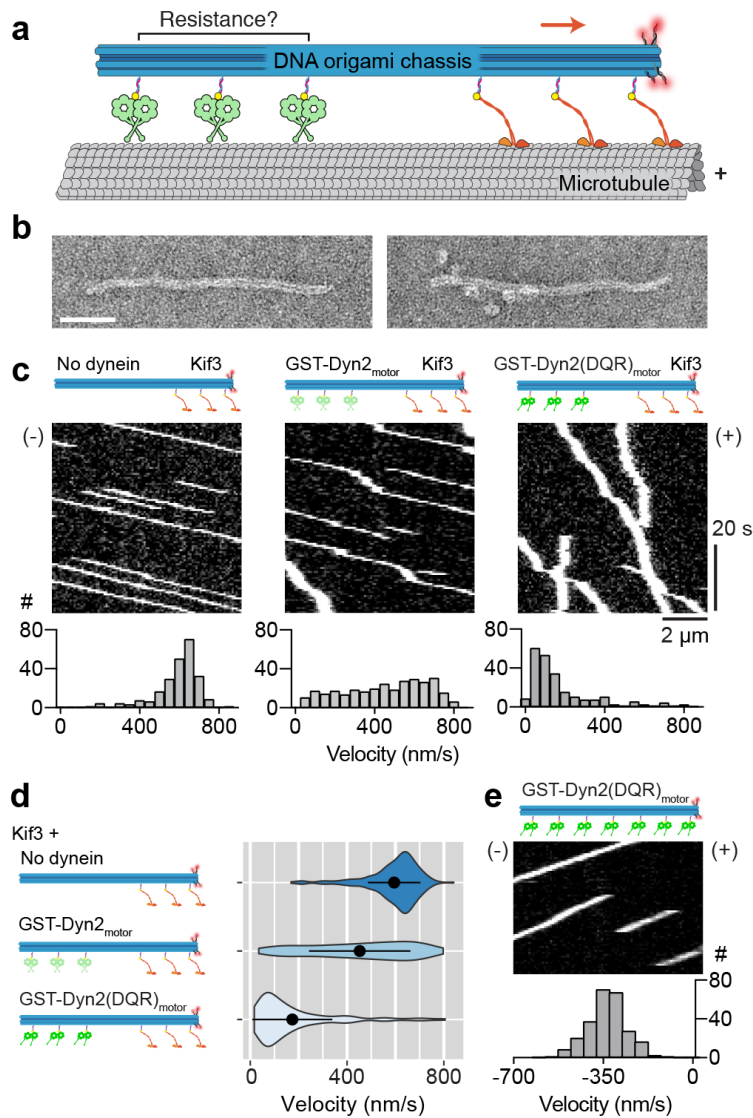 a
Resistance?
DNA origami chassis
Microtubule
+
b
c
No dynein Kif3
GST-Dyn2motor Kif3
GST-Dyn2(DQR)motor Kif3
(-)
(+)
20 s
2 µm
#
80
40
0
0 400 800
80
40
0
0 400 800
80
40
0
0 400 800
Velocity (nm/s)
d
Kif3 +
No dynein
GST-Dyn2motor
GST-Dyn2(DQR)motor
0 400 800
Velocity (nm/s)
e
GST-Dyn2(DQR)motor
(-)
(+)
#
80
40
0
-700 -350 0
Velocity (nm/s)